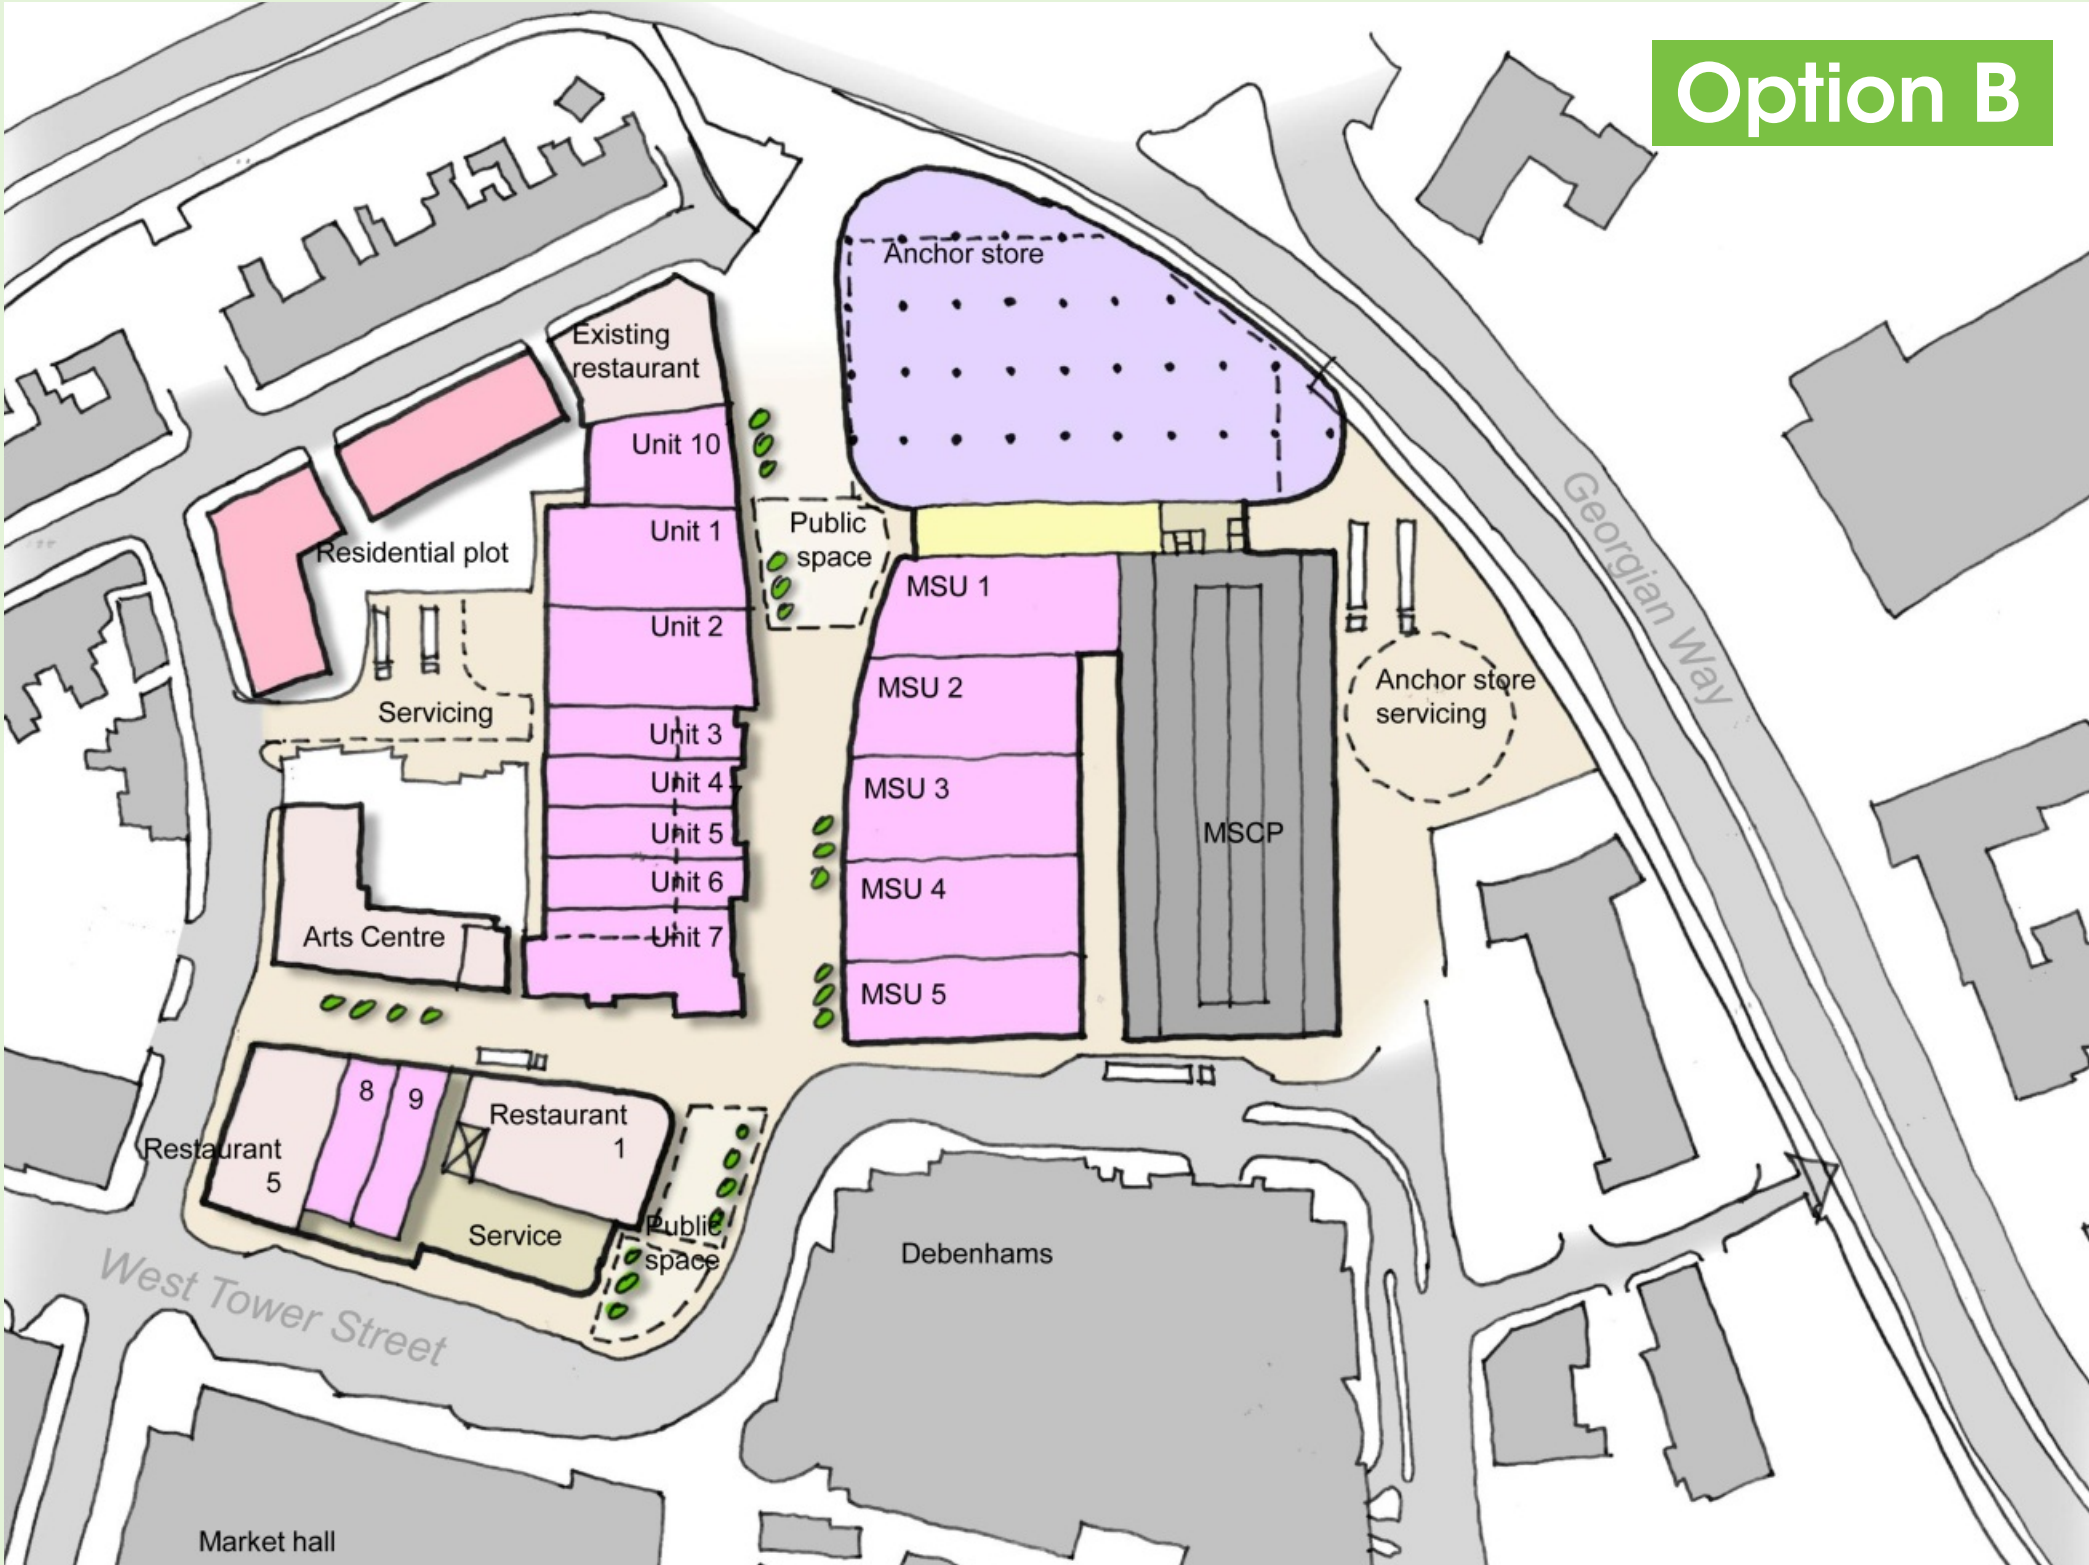 Option B
Anchor store
Existing
restaurant
Unit 10
Public
space
Unit 1
Residential plot
MSU 1
Unit 2
Georgian Way
MSU 2
Anchor store
servicing
Servicing
Unit 3
Unit 4
MSU 3
Unit 5
MSCP
Unit 6
MSU 4
Arts Centre
Unit 7
MSU 5
8
9
Restaurant
1
Restaurant
5
Service
Public
space
Debenhams
West Tower Street
Market hall